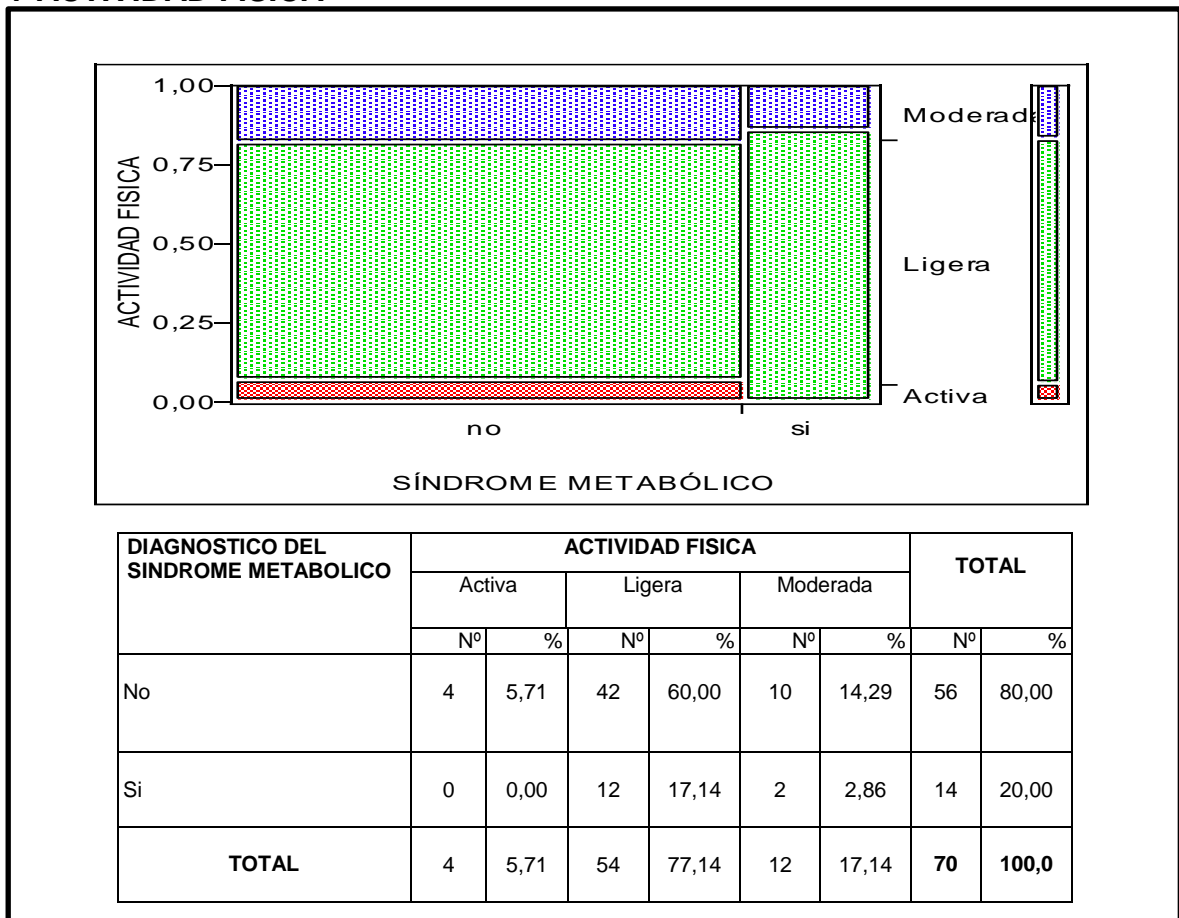 Y ACTIVIDAD FISICA
1,00
0,75
0,50
0,25
0,00
ACTIVIDAD FISICA
Moderada
Ligera
Activa
no si
SÍNDROME METABÓLICO
DIAGNOSTICO DEL SINDROME METABOLICO ACTIVIDAD FISICA TOTAL
Activa Ligera Moderada
Nº % Nº % Nº % Nº %
No 4 5,71 42 60,00 10 14,29 56 80,00
Si 0 0,00 12 17,14 2 2,86 14 20,00
TOTAL 4 5,71 54 77,14 12 17,14 70 100,0